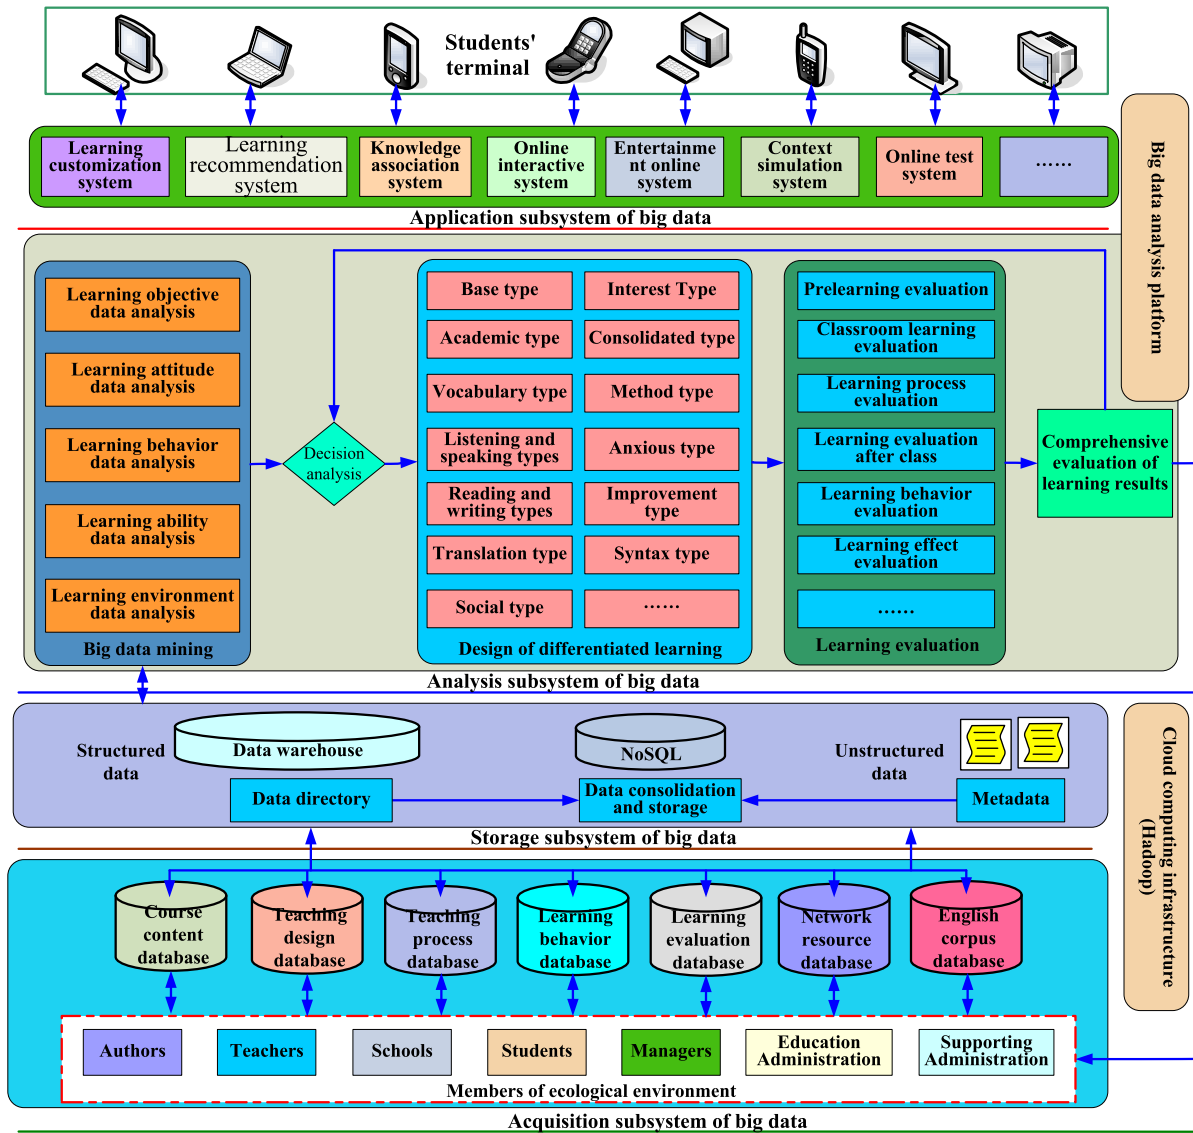 Students'
terminal
Learning
customization
system
Learning
recommendation
system
Knowledge
association
system
Online
interactive
system
Entertainme
nt online
system
Context
simulation
system
Online test
system
······
Application subsystem of big data
Big data analysis platform
Learning objective
data analysis
Learning attitude
data analysis
Learning behavior
data analysis
Learning ability
data analysis
Learning environment
data analysis
Big data mining
Decision
analysis
Base type
Interest Type
Academic type
Consolidated type
Vocabulary type
Method type
Listening and
speaking types
Anxious type
Reading and
writing types
Improvement
type
Translation type
Syntax type
Social type
······
Design of differentiated learning
Prelearning evaluation
Classroom learning
evaluation
Learning process
evaluation
Learning evaluation
after class
Learning behavior
evaluation
Learning effect
evaluation
······
Learning evaluation
Comprehensive
evaluation of
learning results
Analysis subsystem of big data
Structured
data
Data warehouse
NoSQL
Unstructured
data
Data directory
Data consolidation
and storage
Metadata
Storage subsystem of big data
Cloud computing infrastructure
(Hadoop)
Course
content
database
Teaching
design
database
Teaching
process
database
Learning
behavior
database
Learning
evaluation
database
Network
resource
database
English
corpus
database
Authors
Teachers
Schools
Students
Managers
Education
Administration
Supporting
Administration
Members of ecological environment
Acquisition subsystem of big data